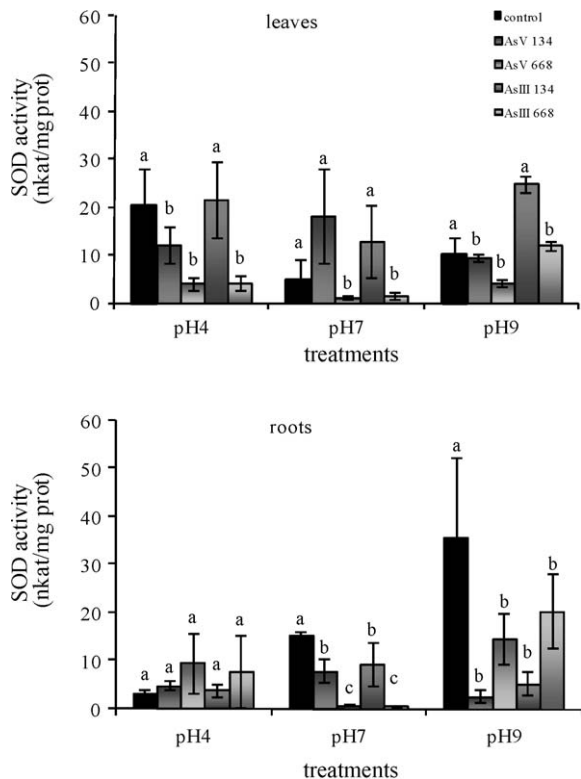 leaves
control
AsV 134
AsV 668
AsIII 134
AsIII 668
SOD activity
(nkat/mg prot)
60
50
40
30
20
10
0
a b b a b
a a b a b
a b b a b
pH4 pH7 pH9
treatments
roots
SOD activity
(nkat/mg prot)
60
50
40
30
20
10
0
a a a a a
a b c b c
a b b b b
pH4 pH7 pH9
treatments